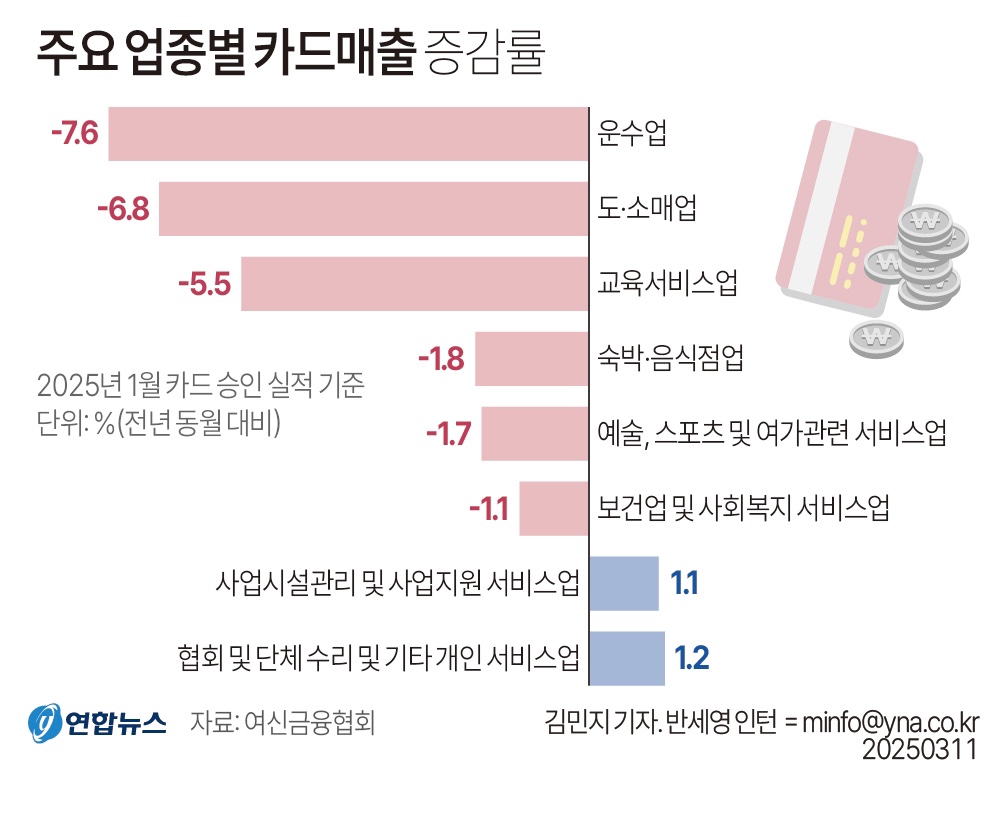 주요 업종별 카드매출 증감률
-7.6 운수업
-6.8 도·소매업
-5.5 교육서비스업
-1.8 숙박·음식점업
2025년 1월 카드 승인 실적 기준
단위: %(전년 동월 대비)
-1.7 예술, 스포츠 및 여가관련 서비스업
-1.1 보건업 및 사회복지 서비스업
사업시설관리 및 사업지원 서비스업 1.1
협회 및 단체 수리 및 기타 개인 서비스업 1.2
연합뉴스 자료: 여신금융협회
김민지 기자. 반세영 인턴 = minfo@yna.co.kr
20250311
₩
₩
₩